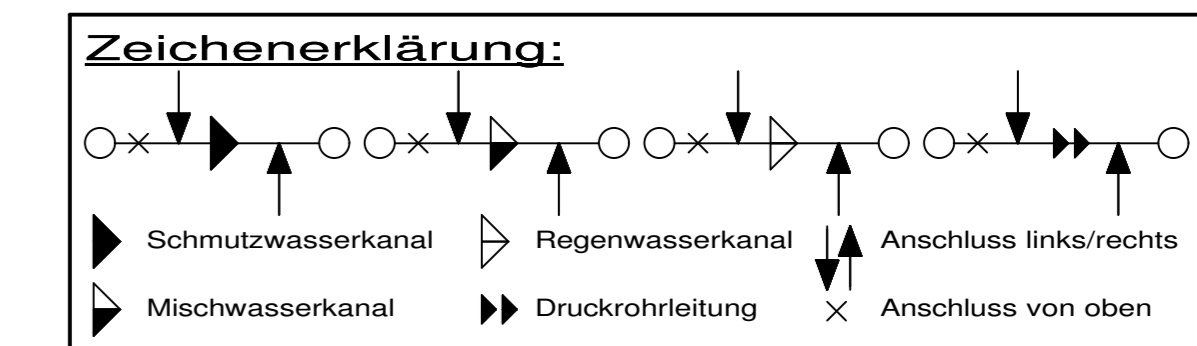 Zeichenerklärung:
Schmutzwasserkanal Regenwasserkanal Anschluss links/rechts
Mischwasserkanal Druckrohrleitung Anschluss von oben